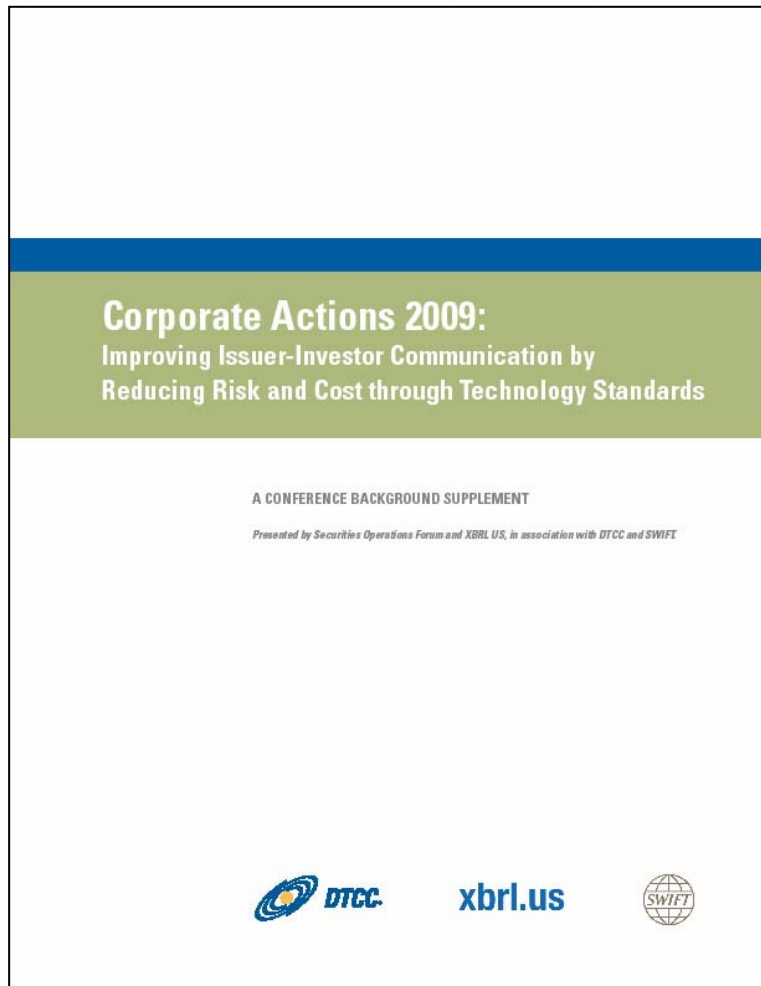 Corporate Actions 2009:
Improving Issuer-Investor Communication by
Reducing Risk and Cost through Technology Standards
A CONFERENCE BACKGROUND SUPPLEMENT
Presented by Securities Operations Forum and XBRL US, in association with DTCC and SWIFT.
DTCC.
xbrl.us
SWIFT